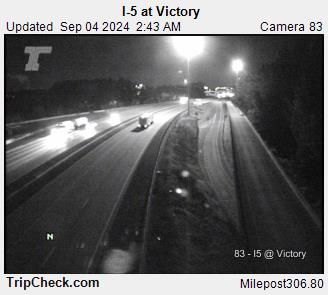 I-5 at Victory
Updated Sep 04 2024 2:43 AM Camera 83
T
N
83 - I5 @ Victory
TripCheck.com Milepost306.80